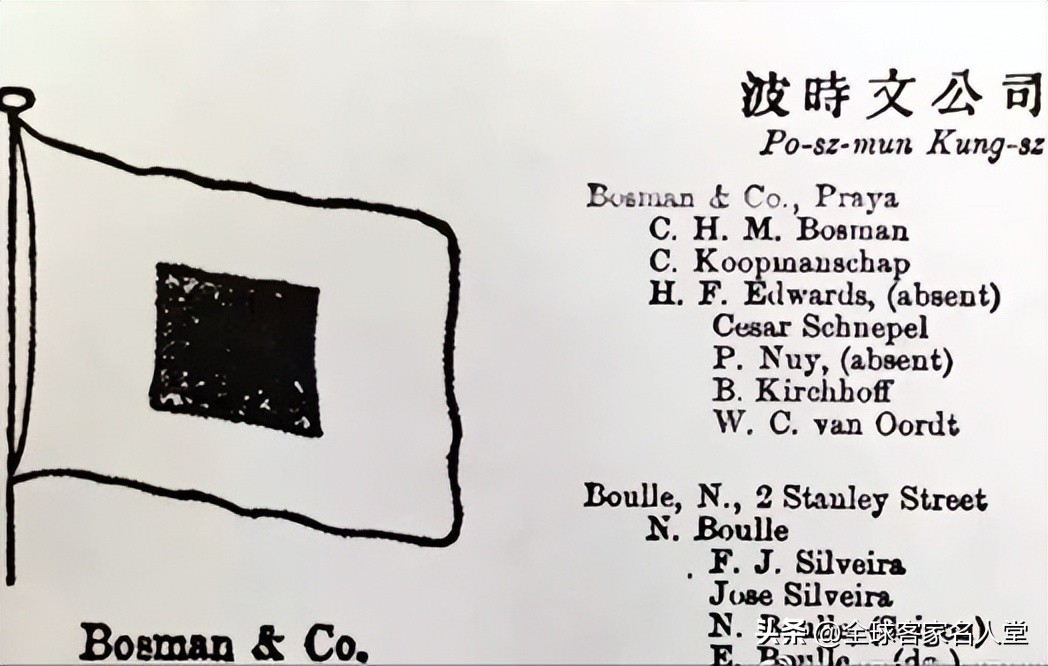 波時文公司
Po-sz-mun Kung-sz
Bosman & Co., Praya
C. H. M. Bosman
C. Koopmanschap
H. F. Edwards, (absent)
Cesar Schnepel
P. Nuy, (absent)
B. Kirchhoff
W. C. van Oordt
Boulle, N., 2 Stanley Street
N. Boulle
F. J. Silveira
Jose Silveira
N.
E. Boulle (do.)
Bosman & Co.
头条 @全球客家名人堂